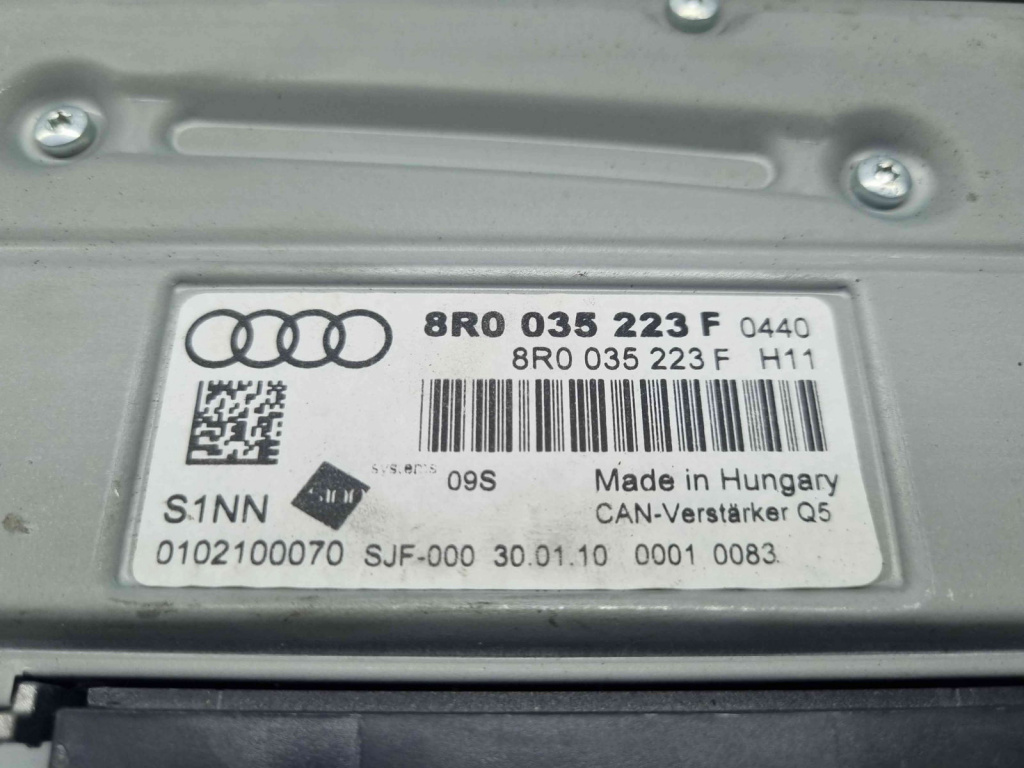 8R0 035 223 F 0440
8R0 035 223 F H11
systems
09S Made in Hungary
S1NN CAN-Verstärker Q5
0102100070 SJF-000 30.01.10 0001 0083